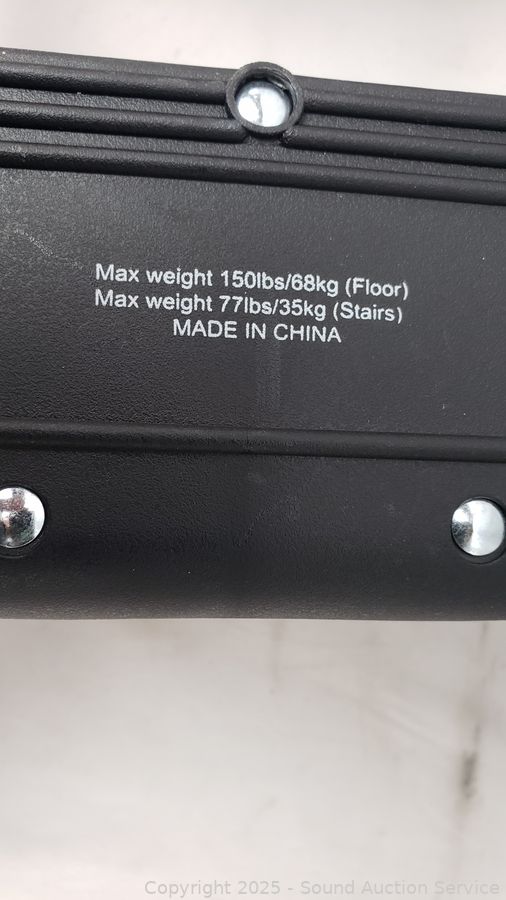 Max weight 150lbs/68kg (Floor)
Max weight 77lbs/35kg (Stairs)
MADE IN CHINA
Copyright 2025 - Sound Auction Service